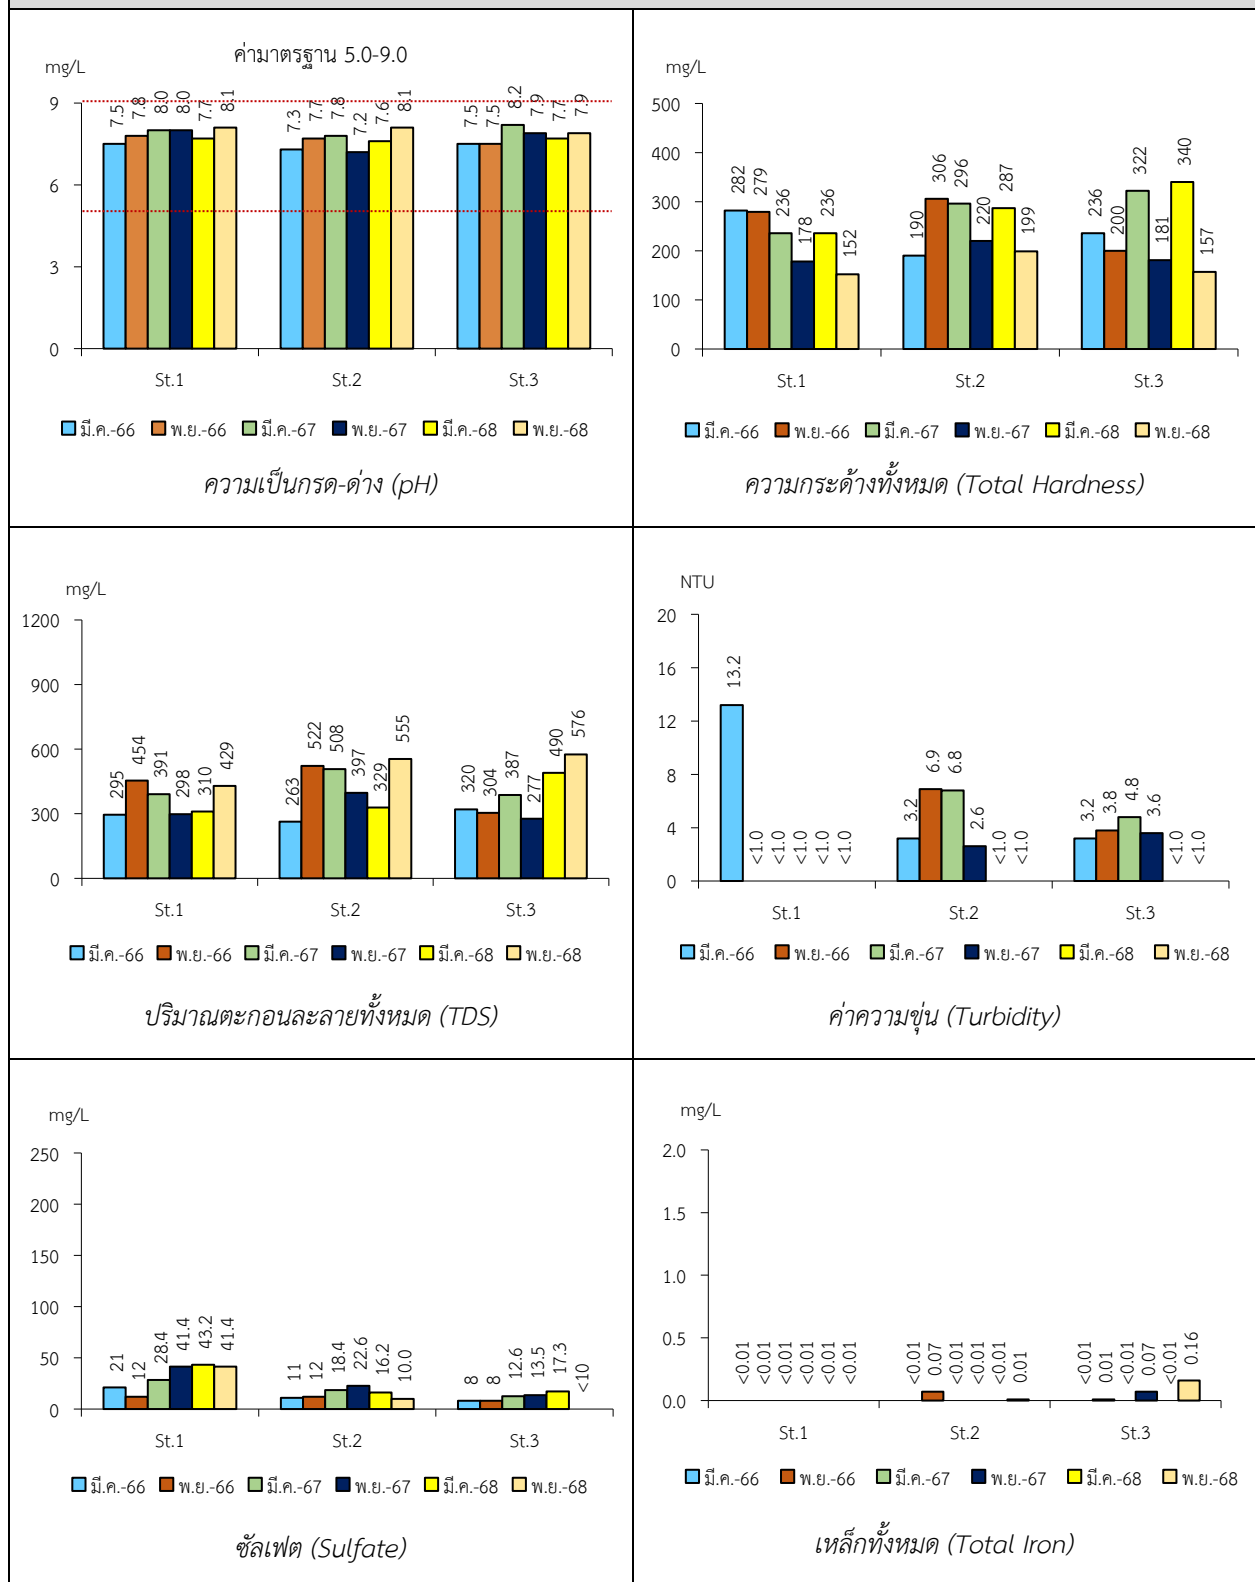 ค่ามาตรฐาน 5.0-9.0
mg/L
9
6
3
0
7.5 7.8 8.0 8.0 7.7 8.1
7.3 7.7 7.8 7.2 7.6 8.1
7.5 7.5 8.2 7.9 7.7 7.9
St.1 St.2 St.3
มี.ค.-66 พ.ย.-66 มี.ค.-67 พ.ย.-67 มี.ค.-68 พ.ย.-68
ความเป็นกรด-ด่าง (pH)
mg/L
500
400
300
200
100
0
282 279 236 178 236 152
190 306 296 220 287 199
236 200 322 181 340 157
St.1 St.2 St.3
มี.ค.-66 พ.ย.-66 มี.ค.-67 พ.ย.-67 มี.ค.-68 พ.ย.-68
ความกระด้างทั้งหมด (Total Hardness)
mg/L
1200
900
600
300
0
295 454 391 298 310 429
263 522 508 397 329 555
320 304 387 277 490 576
St.1 St.2 St.3
มี.ค.-66 พ.ย.-66 มี.ค.-67 พ.ย.-67 มี.ค.-68 พ.ย.-68
ปริมาณตะกอนละลายทั้งหมด (TDS)
NTU
20
16
12
8
4
0
13.2 <1.0 <1.0 <1.0 <1.0 <1.0
3.2 6.9 6.8 2.6 <1.0 <1.0
3.2 3.8 4.8 3.6 <1.0 <1.0
St.1 St.2 St.3
มี.ค.-66 พ.ย.-66 มี.ค.-67 พ.ย.-67 มี.ค.-68 พ.ย.-68
ค่าความขุ่น (Turbidity)
mg/L
250
200
150
100
50
0
21 12 28.4 41.4 43.2 41.4
11 12 18.4 22.6 16.2 10.0
8 8 12.6 13.5 17.3 <10
St.1 St.2 St.3
มี.ค.-66 พ.ย.-66 มี.ค.-67 พ.ย.-67 มี.ค.-68 พ.ย.-68
ซัลเฟต (Sulfate)
mg/L
2.0
1.5
1.0
0.5
0.0
<0.01 <0.01 <0.01 <0.01 <0.01 <0.01
<0.01 0.07 <0.01 <0.01 <0.01 0.01
<0.01 0.01 <0.01 0.07 <0.01 0.16
St.1 St.2 St.3
มี.ค.-66 พ.ย.-66 มี.ค.-67 พ.ย.-67 มี.ค.-68 พ.ย.-68
เหล็กทั้งหมด (Total Iron)